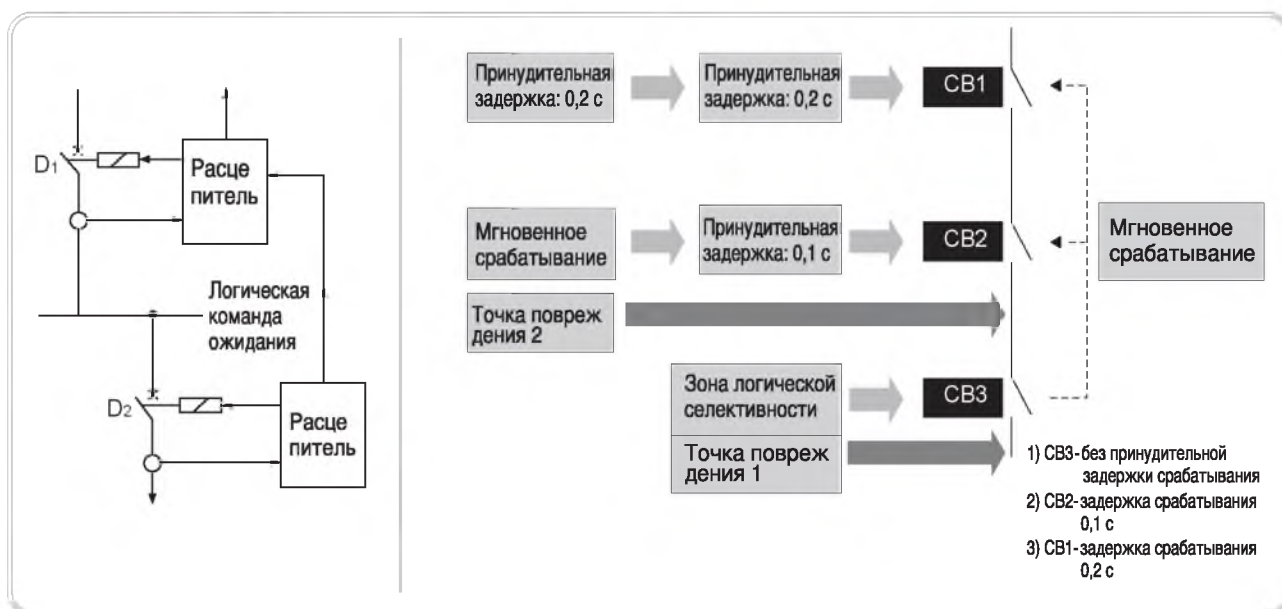 D1
Расце
питель
Логическая
команда
ожидания
D2
Расце
питель
Принудительная
задержка: 0,2 с
Принудительная
задержка: 0,2 с
CB1
Мгновенное
срабатывание
Принудительная
задержка: 0,1 с
CB2
Мгновенное
срабатывание
Точка повреж
дения 2
Зона логической
селективности
CB3
Точка повреж
дения 1
1) CB3-без принудительной
задержки срабатывания
2) CB2-задержка срабатывания
0,1 с
3) CB1-задержка срабатывания
0,2 с